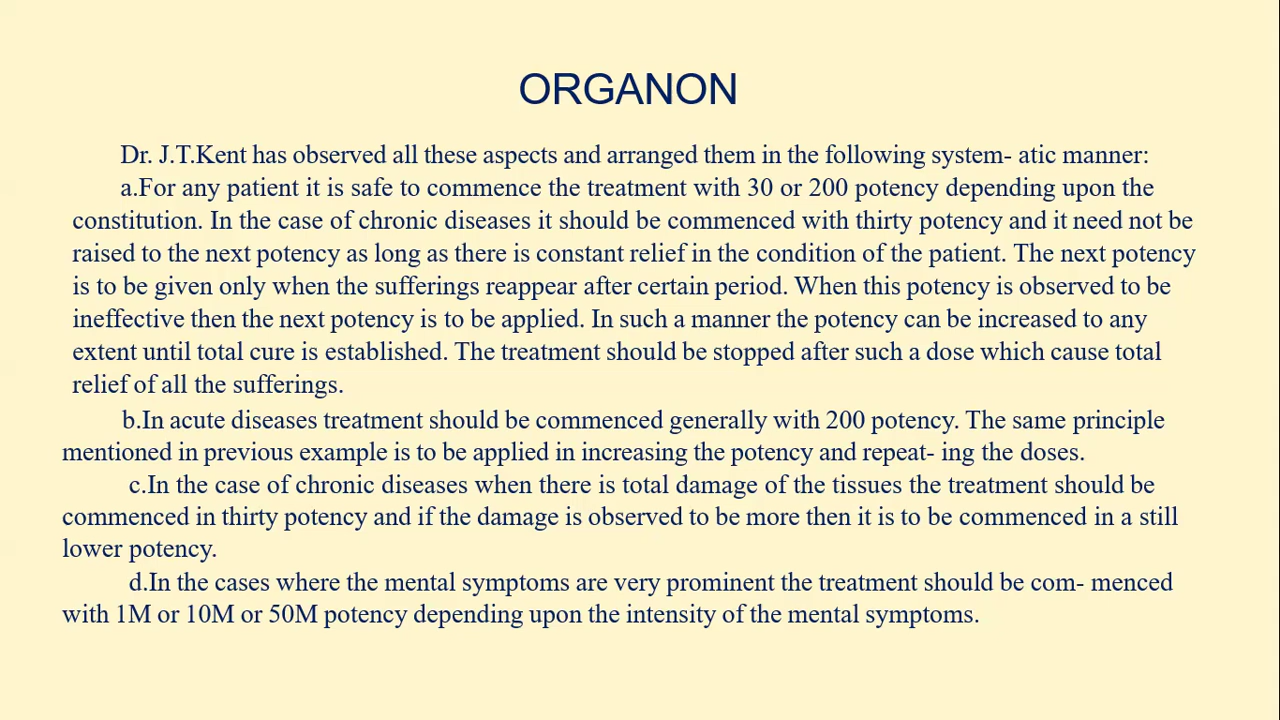 ORGANON
Dr. J.T.Kent has observed all these aspects and arranged them in the following system- atic manner:
a.For any patient it is safe to commence the treatment with 30 or 200 potency depending upon the
constitution. In the case of chronic diseases it should be commenced with thirty potency and it need not be
raised to the next potency as long as there is constant relief in the condition of the patient. The next potency
is to be given only when the sufferings reappear after certain period. When this potency is observed to be
ineffective then the next potency is to be applied. In such a manner the potency can be increased to any
extent until total cure is established. The treatment should be stopped after such a dose which cause total
relief of all the sufferings.
b.In acute diseases treatment should be commenced generally with 200 potency. The same principle
mentioned in previous example is to be applied in increasing the potency and repeat- ing the doses.
c.In the case of chronic diseases when there is total damage of the tissues the treatment should be
commenced in thirty potency and if the damage is observed to be more then it is to be commenced in a still
lower potency.
d.In the cases where the mental symptoms are very prominent the treatment should be com- menced
with 1M or 10M or 50M potency depending upon the intensity of the mental symptoms.